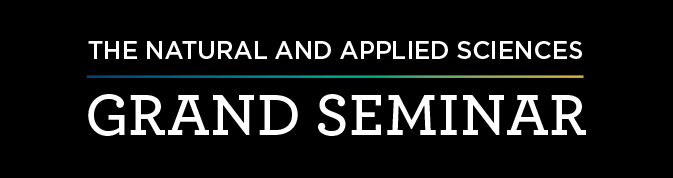 THE NATURAL AND APPLIED SCIENCES
GRAND SEMINAR